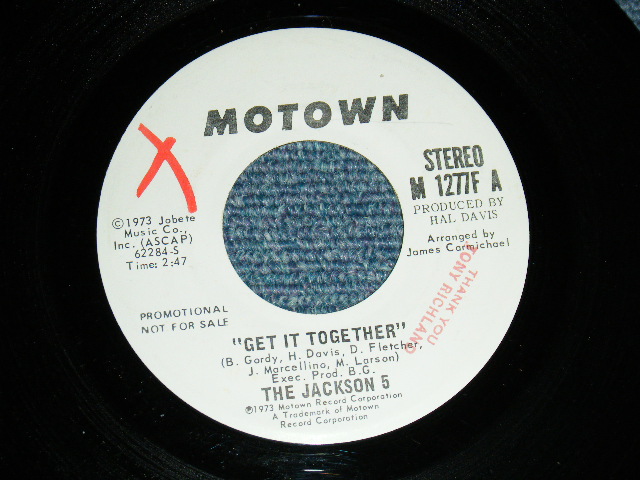 MOTOWN
STEREO
M 1277F A
PRODUCED BY
HAL DAVIS
Arranged by
James Carmichael
©1973 Jobete
Music Co.,
Inc. (ASCAP)
62284-S
Time: 2:47
THANK YOU
TONY RICHLAND
PROMOTIONAL
NOT FOR SALE
"GET IT TOGETHER"
(B. Gordy, H. Davis, D. Fletcher,
J. Marcellino, M. Larson)
Exec. Prod. B.G.
THE JACKSON 5
℗1973 Motown Record Corporation
A Trademark of Motown
Record Corporation